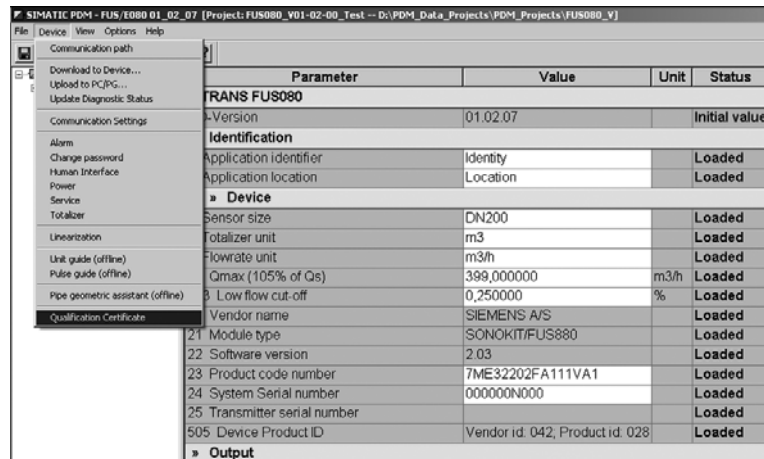 SIMATIC PDM - FUS/E080 01_02_07 [Project: FUS080_V01-02-00_Test -- D:\PDM_Data_Projects\PDM_Projects\FUS080_V]
File Device View Options Help
Communication path
Download to Device...
Upload to PC/PG...
Update Diagnostic Status
Communication Settings
Alarm
Change password
Human Interface
Power
Service
Totalizer
Linearization
Unit guide (offline)
Pulse guide (offline)
Pipe geometric assistant (offline)
Qualification Certificate
Parameter Value Unit Status
TRANS FUS080
-Version 01.02.07 Initial value
Identification
Application identifier Identity Loaded
Application location Location Loaded
» Device
Sensor size DN200 Loaded
Totalizer unit m3 Loaded
Flowrate unit m3/h Loaded
Qmax (105% of Qs) 399,000000 m3/h Loaded
3 Low flow cut-off 0,250000 % Loaded
Vendor name SIEMENS A/S Loaded
21 Module type SONOKIT/FUS880 Loaded
22 Software version 2.03 Loaded
23 Product code number 7ME32202FA111VA1 Loaded
24 System Serial number 000000N000 Loaded
25 Transmitter serial number Loaded
505 Device Product ID Vendor id: 042; Product id: 028 Loaded
» Output